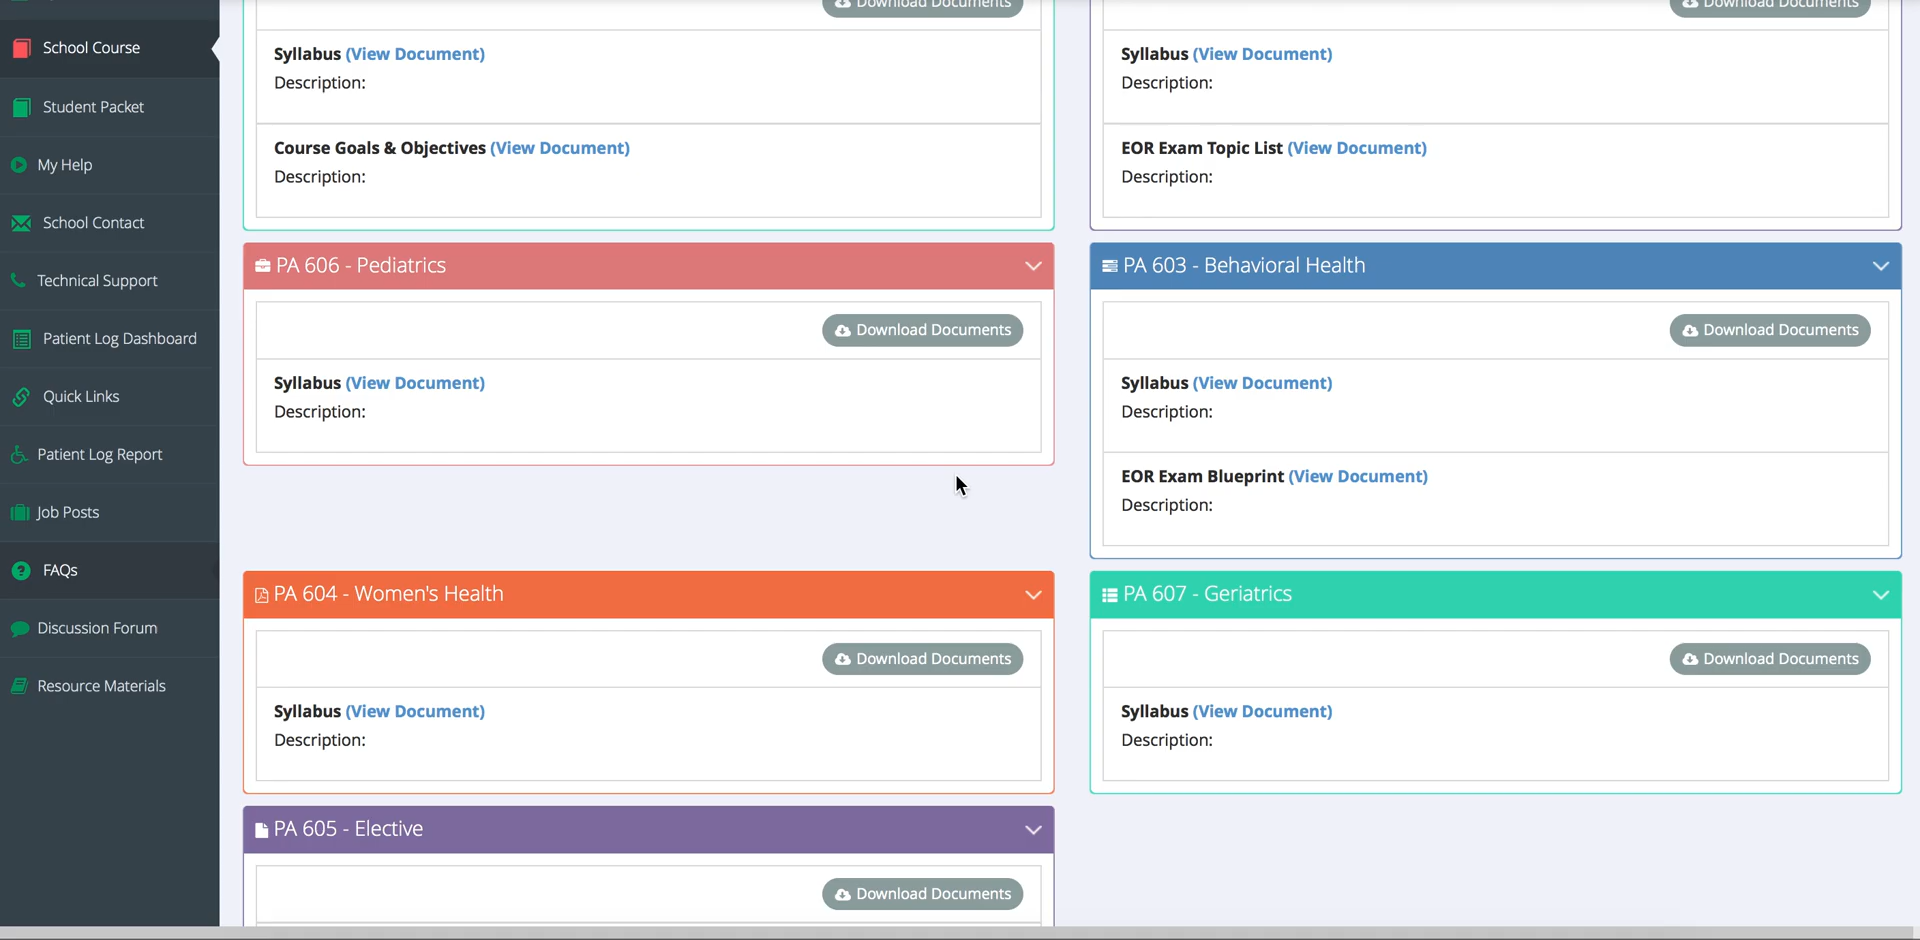 School Course
Student Packet
My Help
School Contact
Technical Support
Patient Log Dashboard
Quick Links
Patient Log Report
Job Posts
FAQs
Discussion Forum
Resource Materials
Download Documents
Syllabus (View Document)
Description:
Course Goals & Objectives (View Document)
Description:
Download Documents
Syllabus (View Document)
Description:
EOR Exam Topic List (View Document)
Description:
PA 606 - Pediatrics
Download Documents
Syllabus (View Document)
Description:
PA 603 - Behavioral Health
Download Documents
Syllabus (View Document)
Description:
EOR Exam Blueprint (View Document)
Description:
PA 604 - Women's Health
Download Documents
Syllabus (View Document)
Description:
PA 607 - Geriatrics
Download Documents
Syllabus (View Document)
Description:
PA 605 - Elective
Download Documents